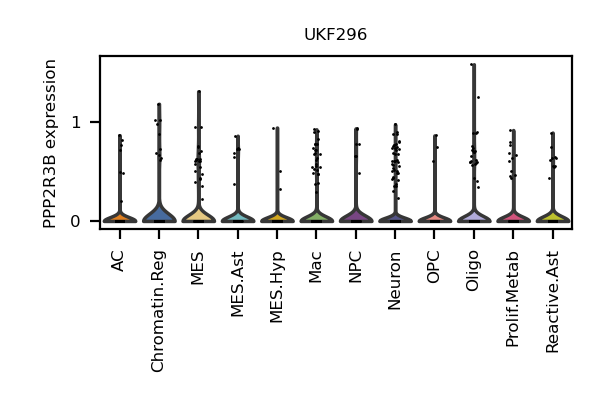 UKF296
PPP2R3B expression
1
0
AC
Chromatin.Reg
MES
MES.Ast
MES.Hyp
Mac
NPC
Neuron
OPC
Oligo
Prolif.Metab
Reactive.Ast